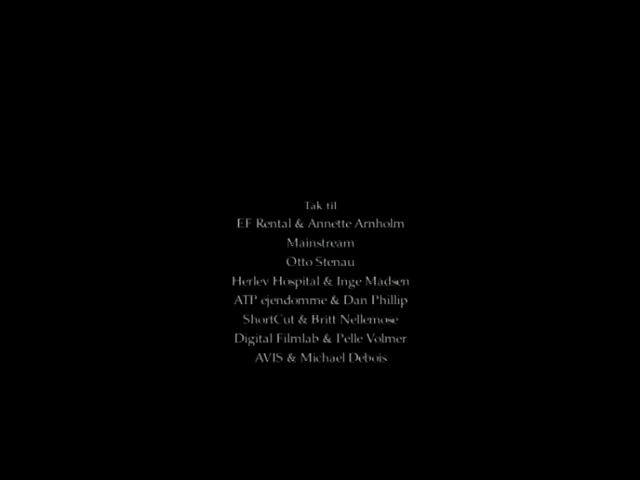 Tak til
EF Rental & Annette Arnholm
Mainstream
Otto Stenau
Herlev Hospital & Inge Madsen
ATP ejendomme & Dan Phillip
ShortCut & Britt Nellemose
Digital Filmlab & Pelle Volmer
AVIS & Michael Debois